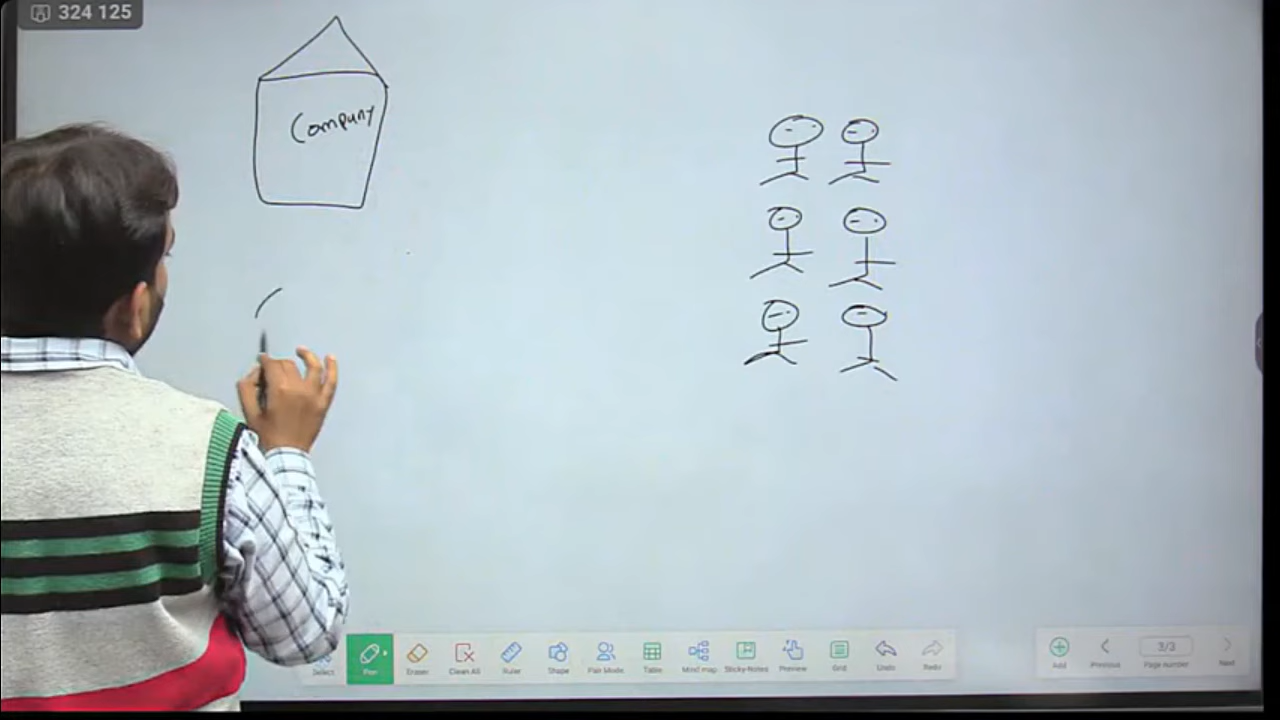 324 125
Company
Select
Pen
Eraser
Clean All
Ruler
Shape
Pair Mode
Table
Mind map
Sticky-Notes
Preview
Grid
Undo
Redo
Add
Previous
3/3
Page number
Next